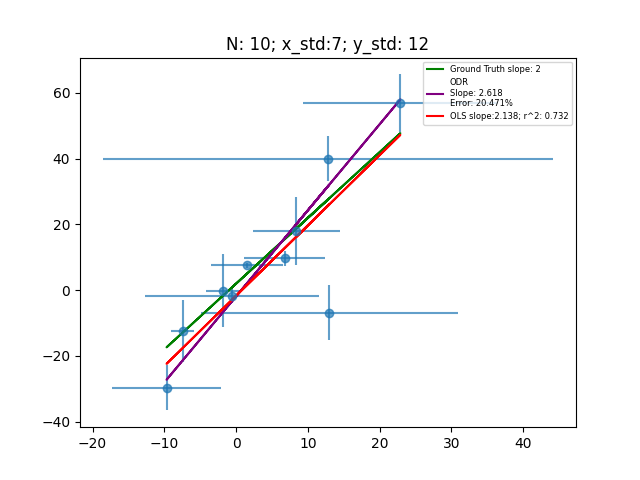 N: 10; x_std:7; y_std: 12
Ground Truth slope: 2
ODR
Slope: 2.618
Error: 20.471%
OLS slope:2.138; r^2: 0.732
60
40
20
0
−20
−40
−20
−10
0
10
20
30
40